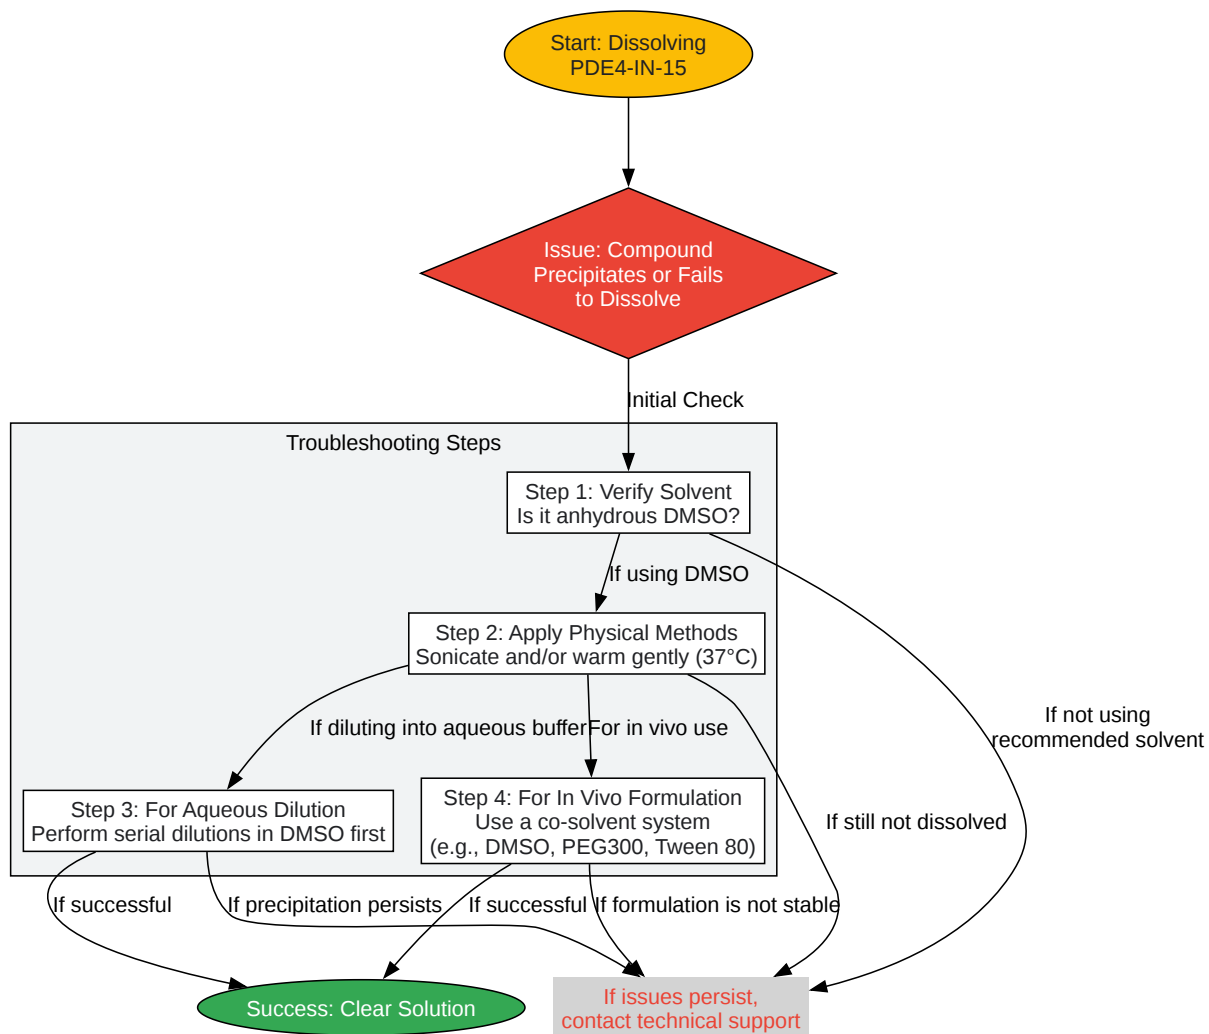 Start: Dissolving
PDE4-IN-15
Issue: Compound
Precipitates or Fails
to Dissolve
Initial Check
Troubleshooting Steps
Step 1: Verify Solvent
Is it anhydrous DMSO?
If using DMSO
Step 2: Apply Physical Methods
Sonicate and/or warm gently (37°C)
If not using
recommended solvent
If diluting into aqueous buffer
For in vivo use
Step 3: For Aqueous Dilution
Perform serial dilutions in DMSO first
Step 4: For In Vivo Formulation
Use a co-solvent system
(e.g., DMSO, PEG300, Tween 80)
If still not dissolved
If successful
If precipitation persists
If successful
If formulation is not stable
Success: Clear Solution
If issues persist,
contact technical support